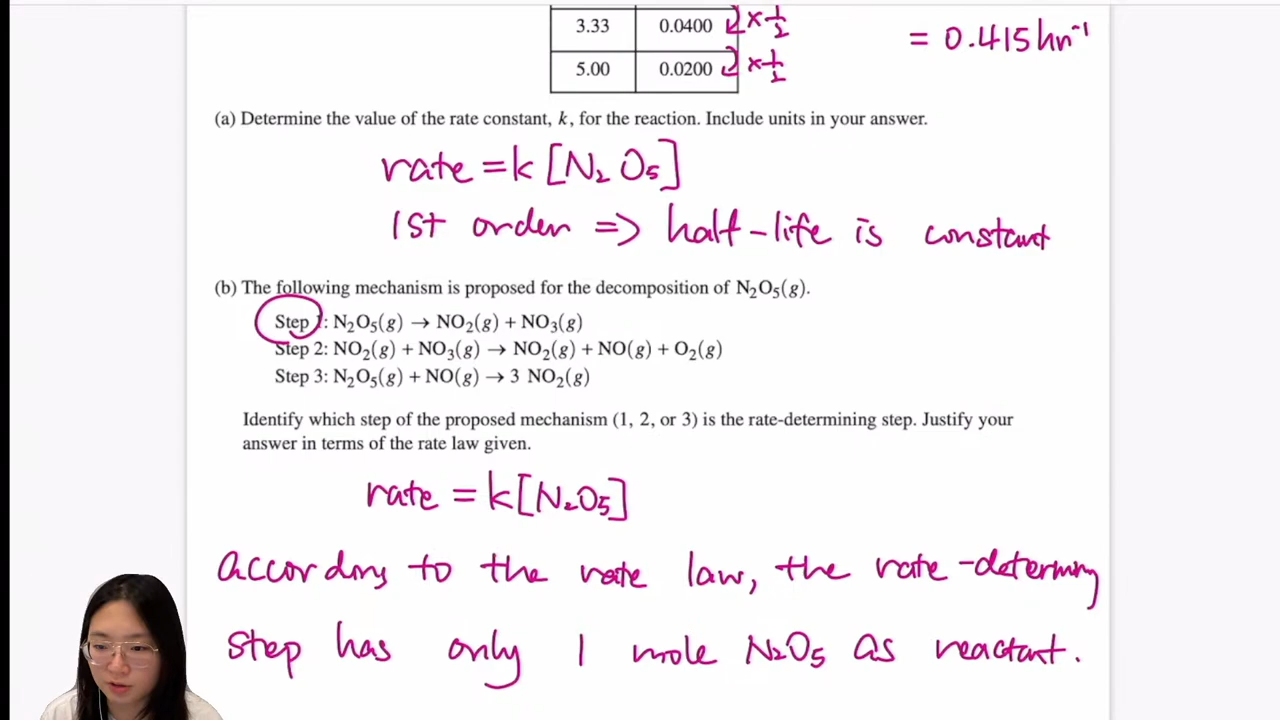 3.33 0.0400 x 1/2
= 0.415 hr⁻¹
5.00 0.0200 x 1/2
(a) Determine the value of the rate constant, k, for the reaction. Include units in your answer.
rate = k [N₂O₅]
1st order => half-life is constant
(b) The following mechanism is proposed for the decomposition of N₂O₅(g).
Step 1: N₂O₅(g) → NO₂(g) + NO₃(g)
Step 2: NO₂(g) + NO₃(g) → NO₂(g) + NO(g) + O₂(g)
Step 3: N₂O₅(g) + NO(g) → 3 NO₂(g)
Identify which step of the proposed mechanism (1, 2, or 3) is the rate-determining step. Justify your
answer in terms of the rate law given.
rate = k[N₂O₅]
According to the rate law, the rate-determing
step has only 1 mole N₂O₅ as reactant.